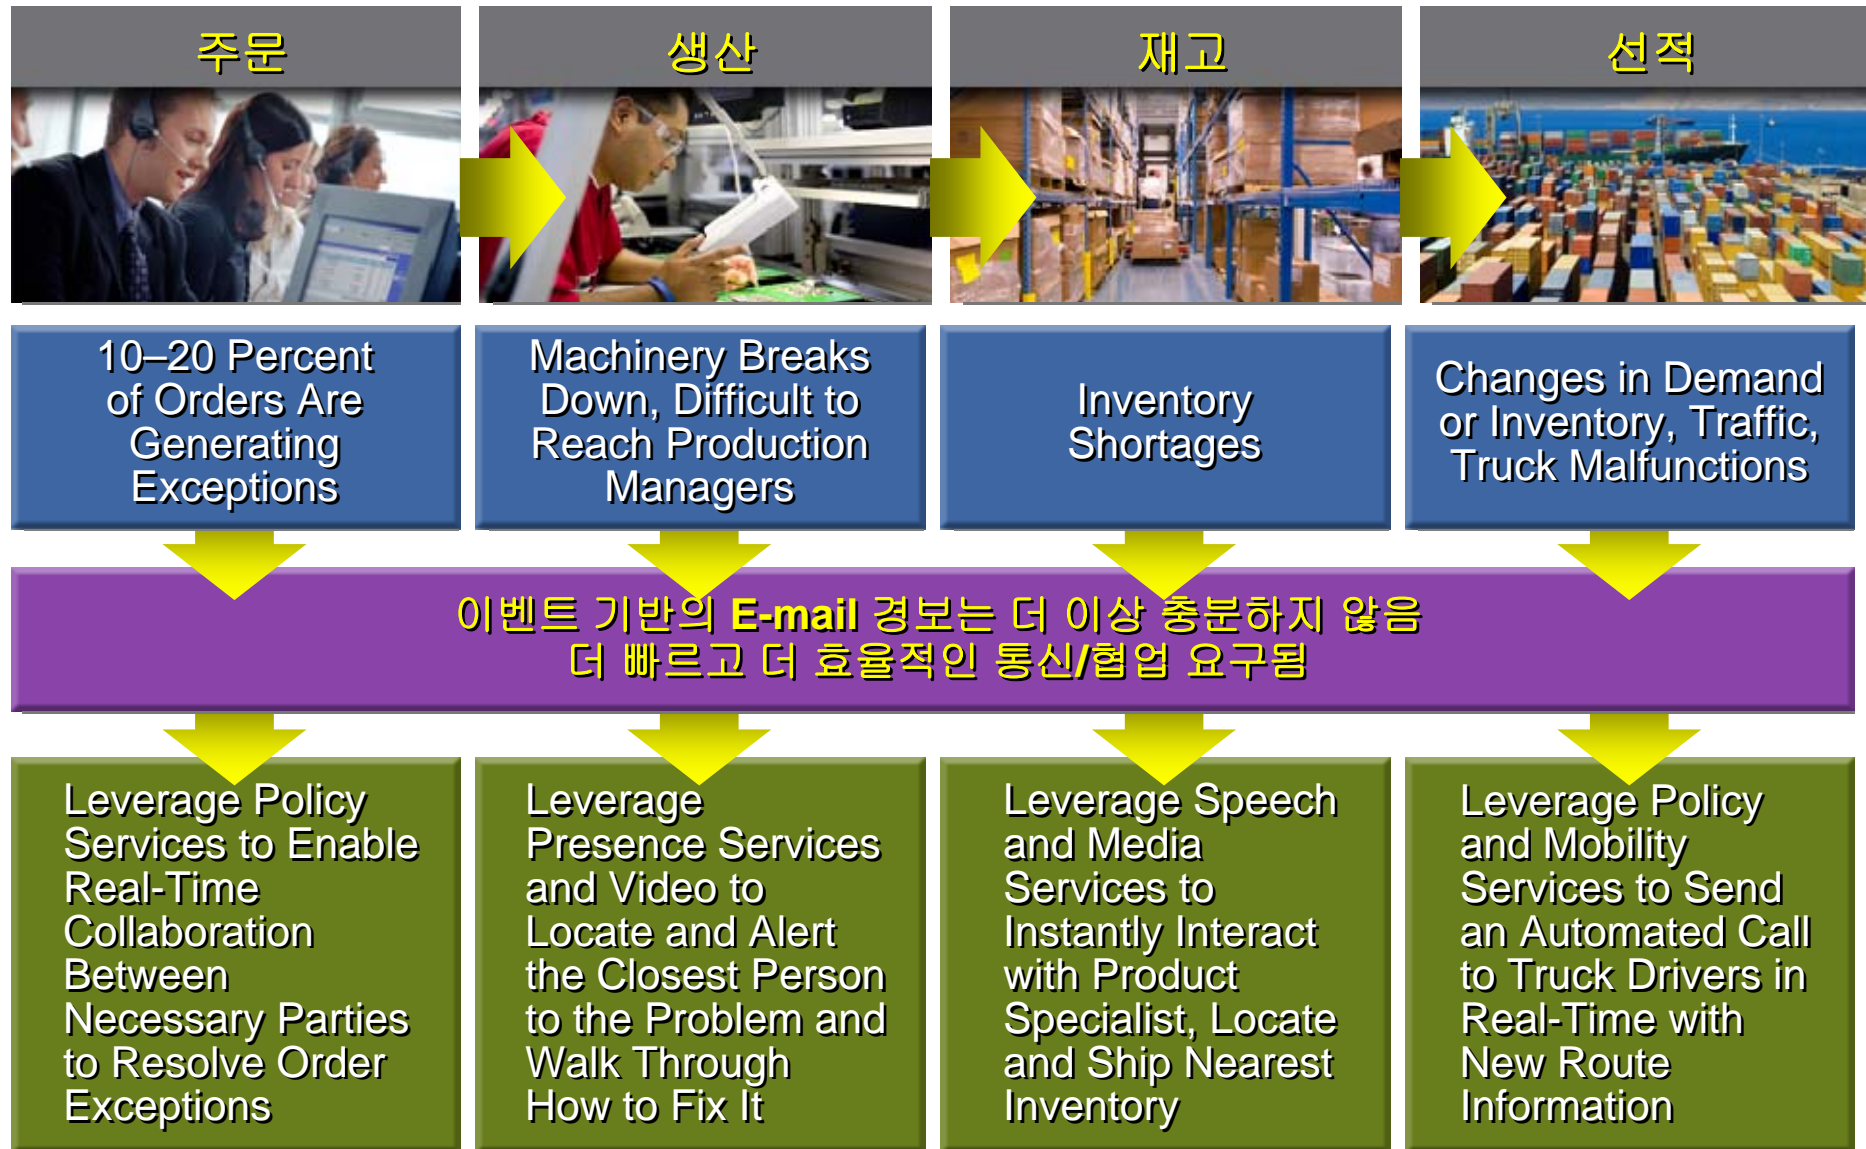 주문
생산
재고
선적
10–20 Percent
of Orders Are
Generating
Exceptions
Machinery Breaks
Down, Difficult to
Reach Production
Managers
Inventory
Shortages
Changes in Demand
or Inventory, Traffic,
Truck Malfunctions
이벤트 기반의 E-mail 경보는 더 이상 충분하지 않음
더 빠르고 더 효율적인 통신/협업 요구됨
Leverage Policy
Services to Enable
Real-Time
Collaboration
Between
Necessary Parties
to Resolve Order
Exceptions
Leverage
Presence Services
and Video to
Locate and Alert
the Closest Person
to the Problem and
Walk Through
How to Fix It
Leverage Speech
and Media
Services to
Instantly Interact
with Product
Specialist, Locate
and Ship Nearest
Inventory
Leverage Policy
and Mobility
Services to Send
an Automated Call
to Truck Drivers in
Real-Time with
New Route
Information